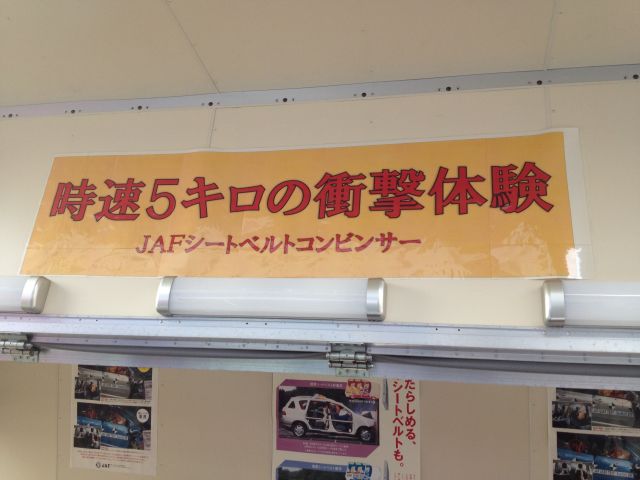 時速5キロの衝撃体験
JAFシートベルトコンビンサー
たらしめる、
シートベルトも。
JAF